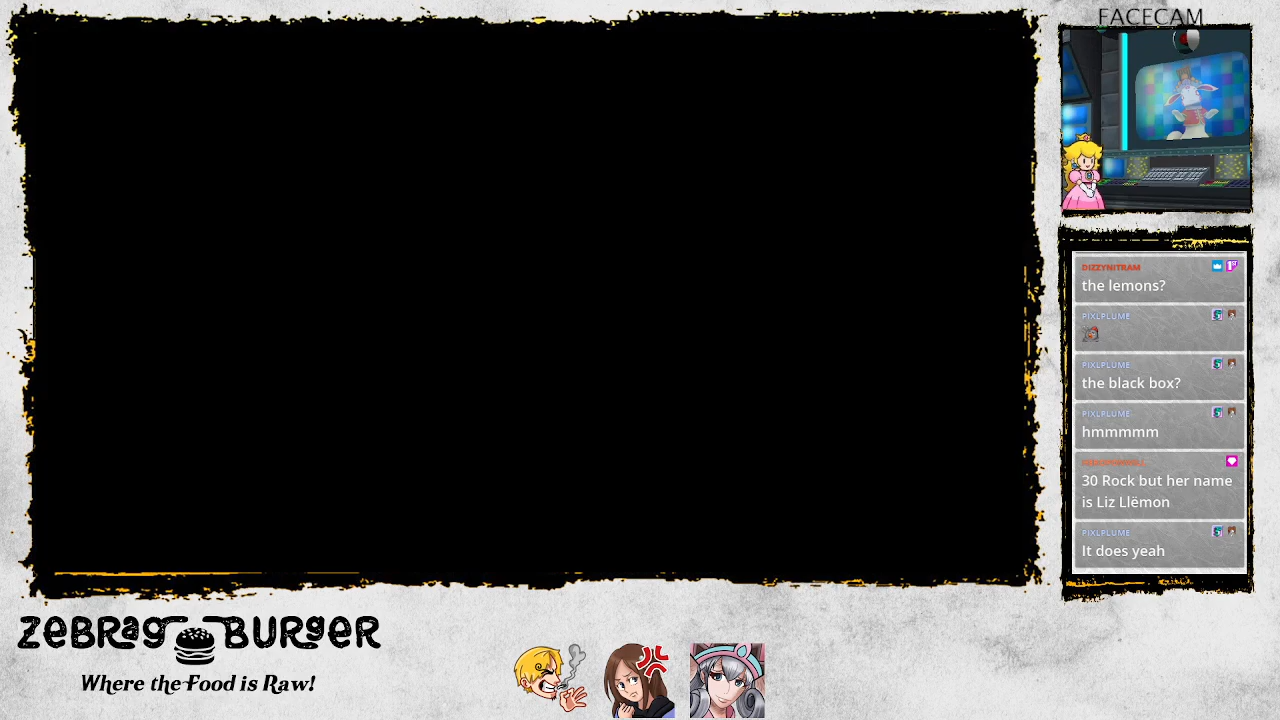 FACECAM
DIZZYNITRAM
the lemons?
PIXLPLUME
PIXLPLUME
the black box?
PIXLPLUME
hmmmmm
30 Rock but her name
is Liz Llëmon
PIXLPLUME
It does yeah
ZEBRAG BURGER
Where the Food is Raw!